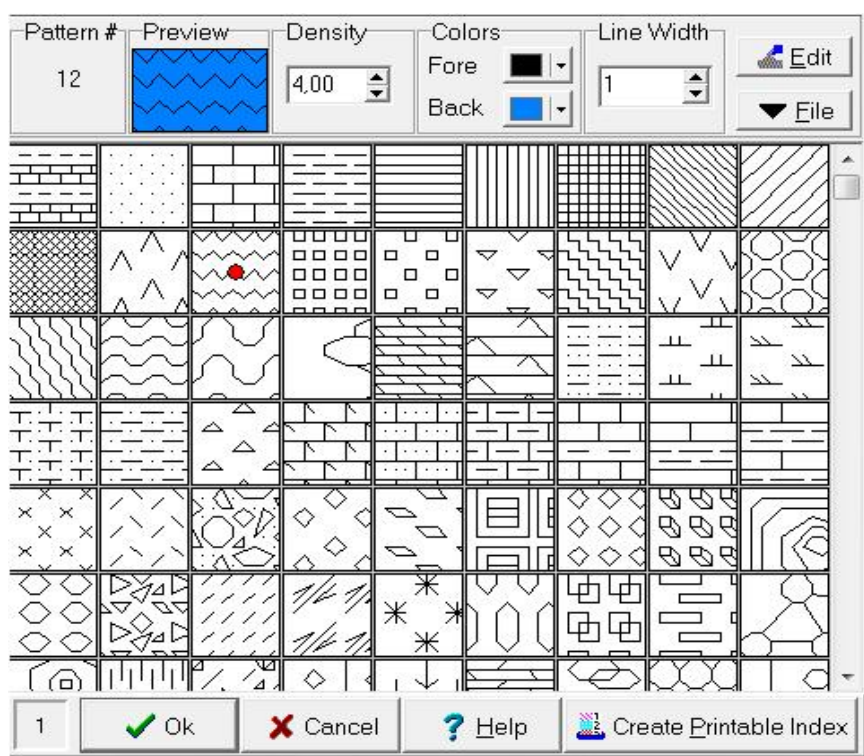 Pattern # Preview Density Colors Line Width
12 4,00 Fore 1 Edit
Back File
1 Ok Cancel Help Create Printable Index